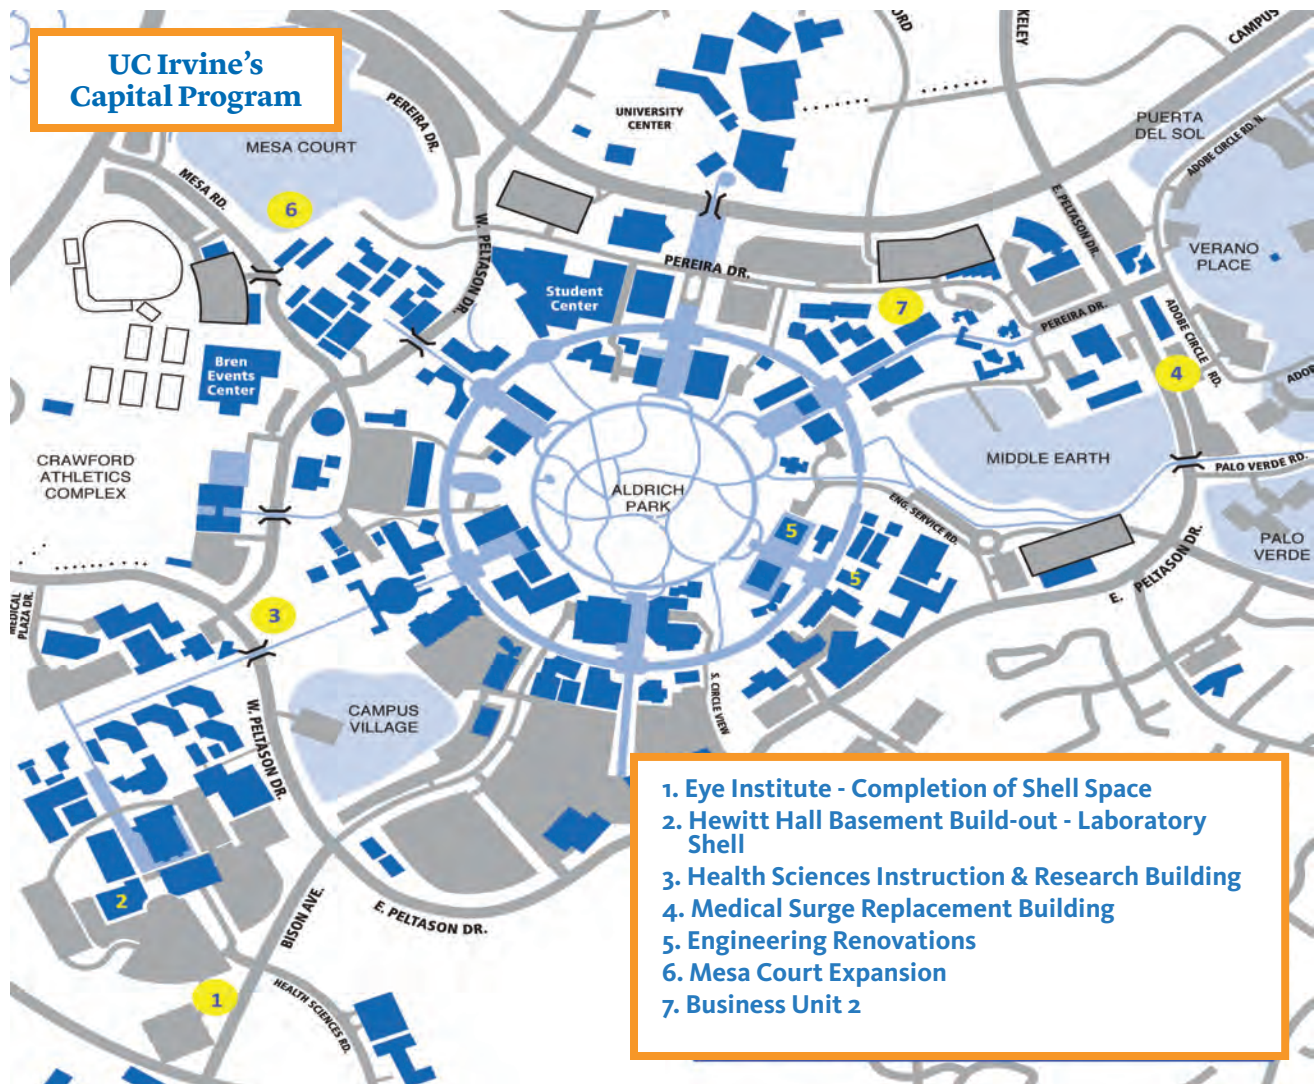 UC Irvine's
Capital Program
MESA COURT
PEREIRA DR.
MESA RD.
6
W. PELTASON DR.
UNIVERSITY
CENTER
CAMPUS
PUERTA
DEL SOL
ADOBE CIRCLE RD. N.
E. PELTASON DR.
VERANO
PLACE
PEREIRA DR.
Student
Center
7
PEREIRA DR.
ADOBE CIRCLE RD.
4
Bren
Events
Center
CRAWFORD
ATHLETICS
COMPLEX
ALDRICH
PARK
MIDDLE EARTH
PALO VERDE RD.
PALO
VERDE
ENG. SERVICE RD.
5
5
E. PELTASON DR.
MEDICAL
PLAZA DR.
3
CAMPUS
VILLAGE
W. PELTASON DR.
S. CIRCLE VIEW
2
BISON AVE.
E. PELTASON DR.
HEALTH SCIENCES RD.
1
1. Eye Institute - Completion of Shell Space
2. Hewitt Hall Basement Build-out - Laboratory
Shell
3. Health Sciences Instruction & Research Building
4. Medical Surge Replacement Building
5. Engineering Renovations
6. Mesa Court Expansion
7. Business Unit 2